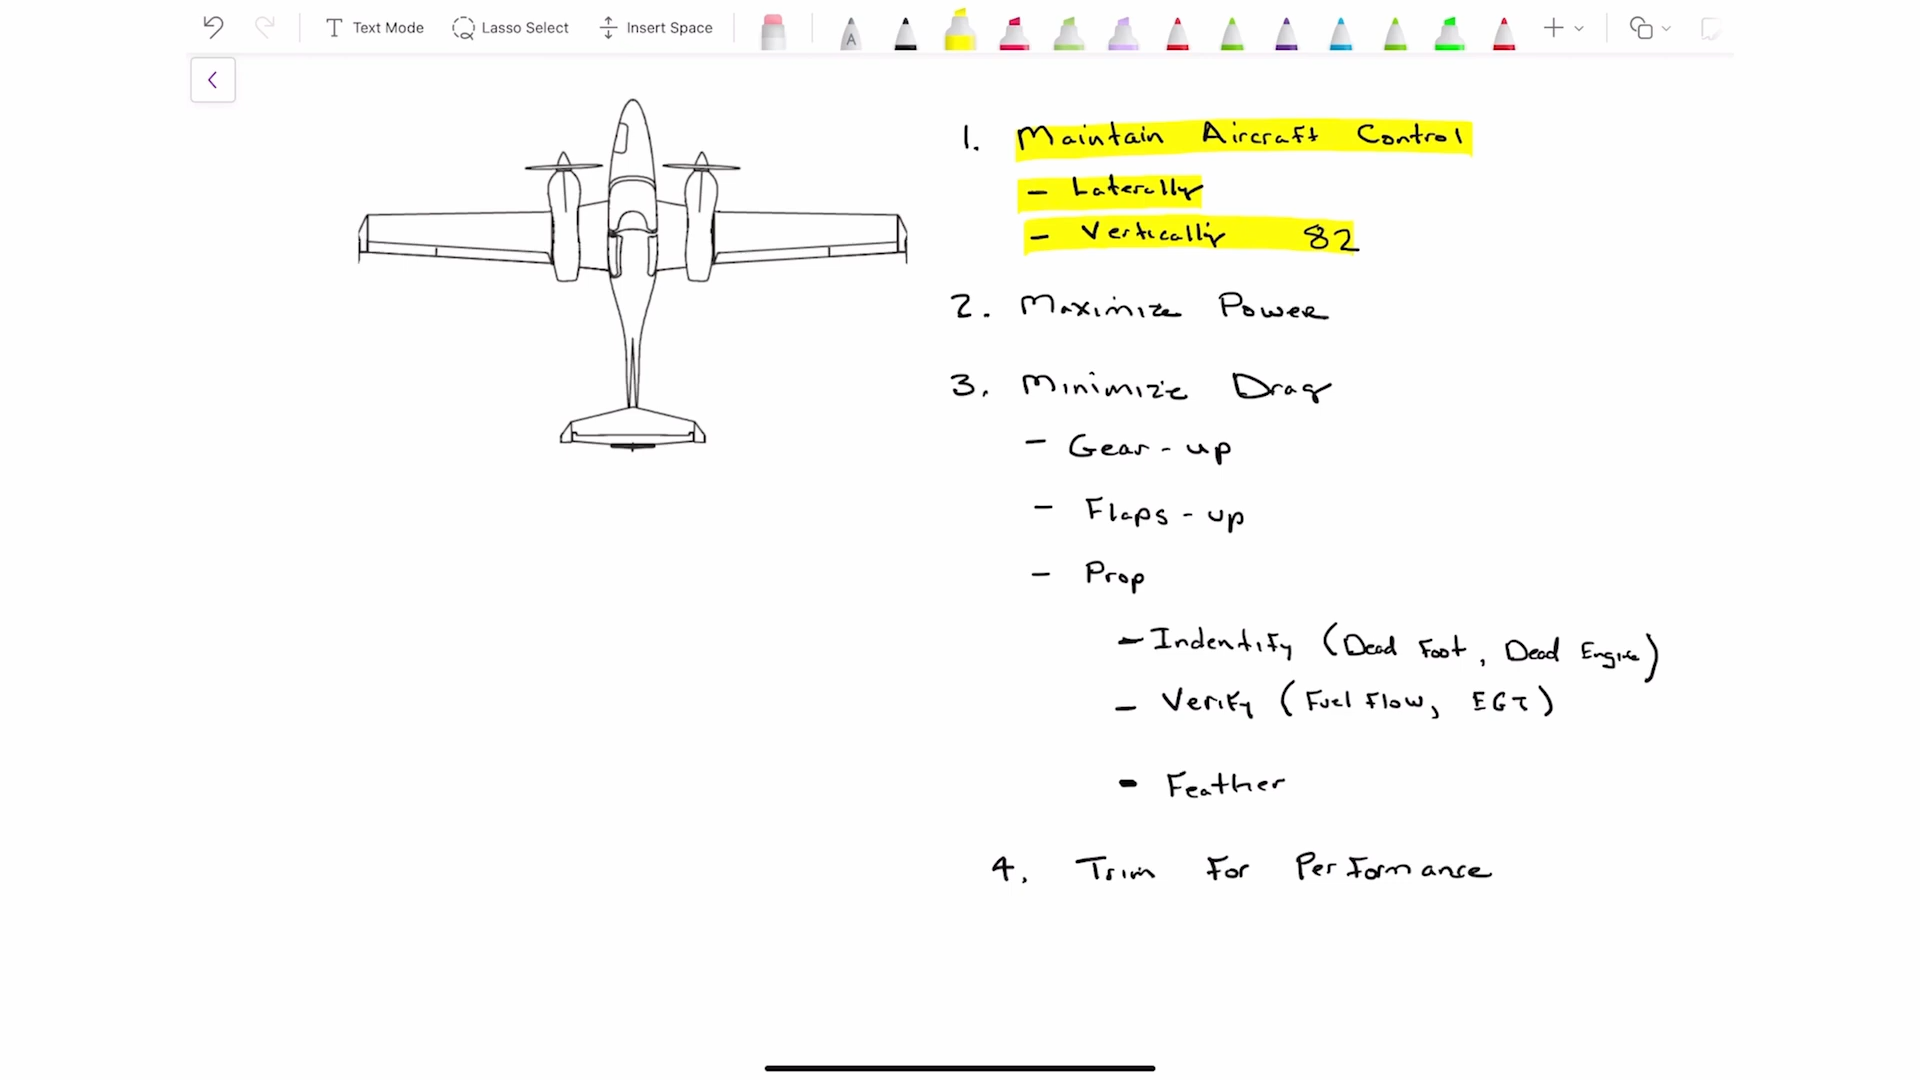 Text Mode Lasso Select Insert Space
A
1. Maintain Aircraft Control
- Laterally
- Vertically 82
2. Maximize Power
3. Minimize Drag
- Gear - up
- Flaps - up
- Prop
- Indentify (Dead Foot, Dead Engine)
- Verify (Fuel Flow, EGT)
- Feather
4. Trim For Performance